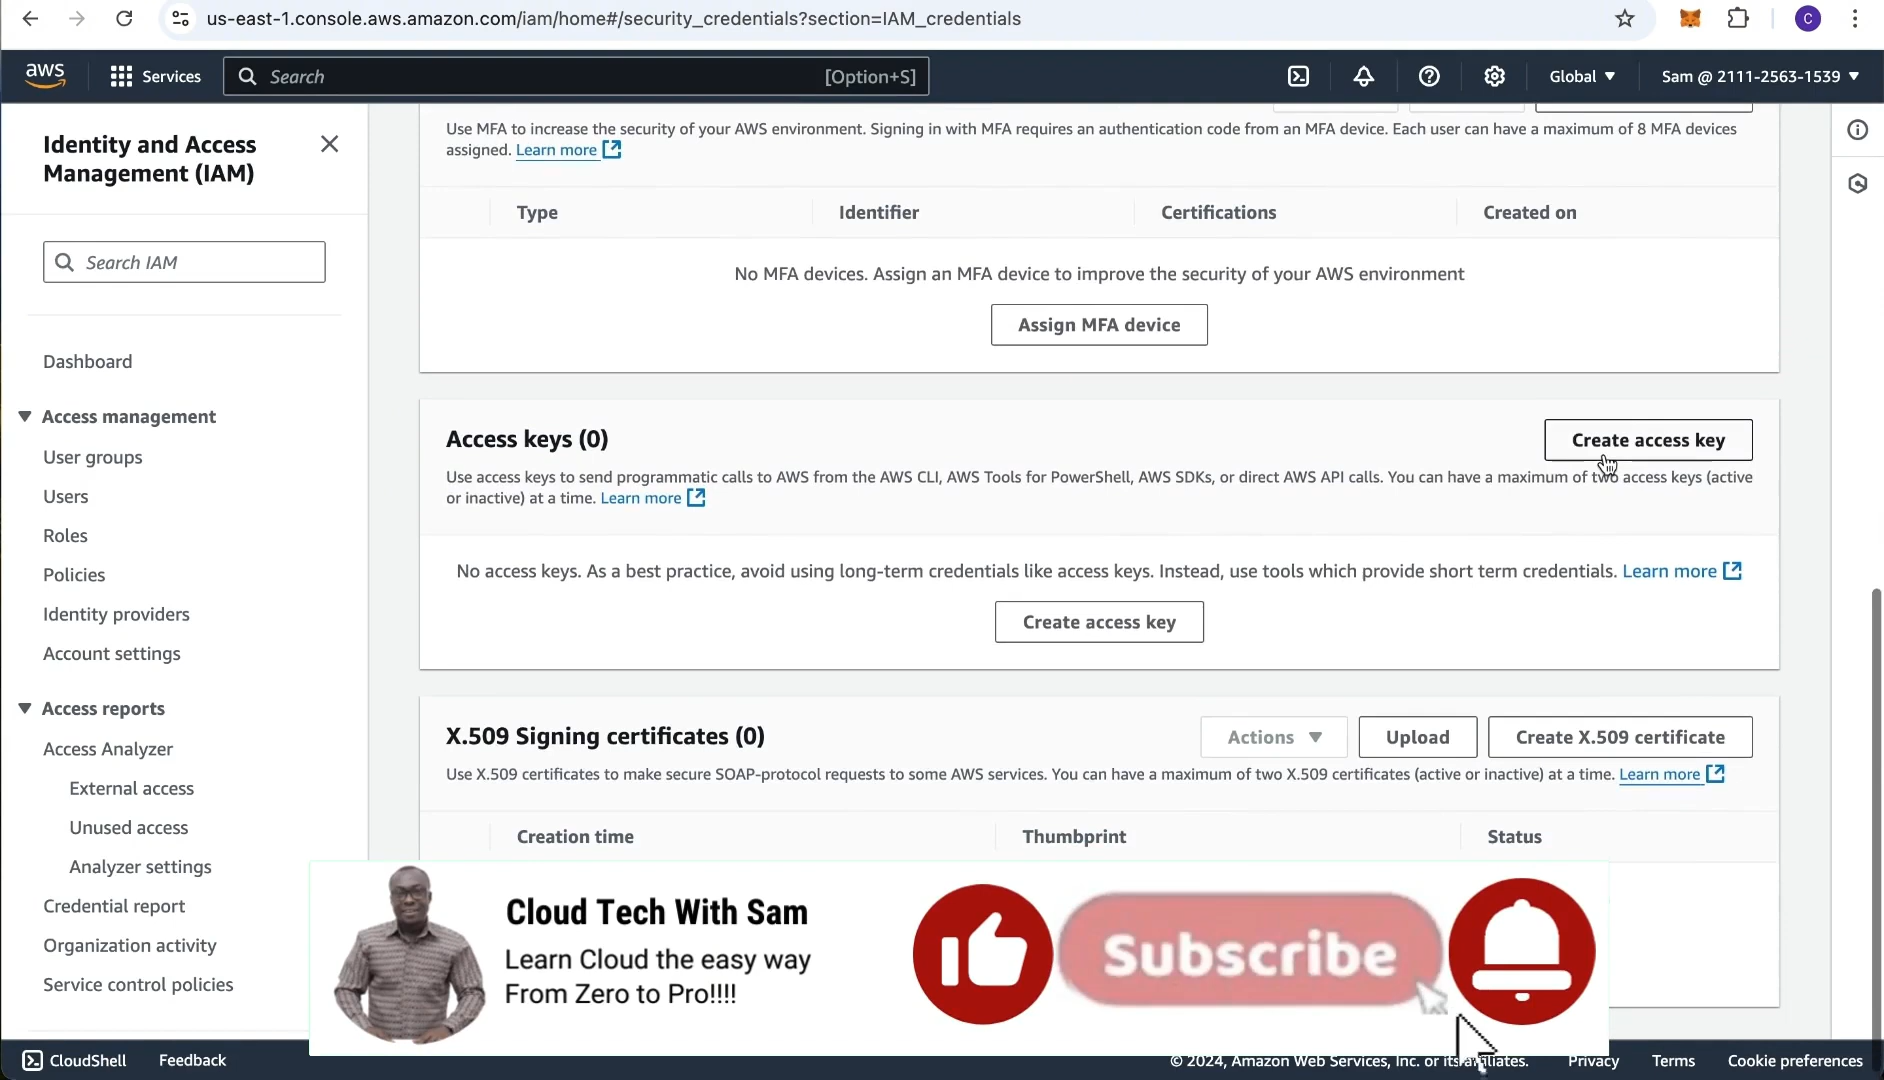 us-east-1.console.aws.amazon.com/iam/home#/security_credentials?section=IAM_credentials
C
aws
Services
Search
[Option+S]
Global
Sam @ 2111-2563-1539
Identity and Access
Management (IAM)
Search IAM
Dashboard
Access management
User groups
Users
Roles
Policies
Identity providers
Account settings
Access reports
Access Analyzer
External access
Unused access
Analyzer settings
Credential report
Organization activity
Service control policies
Use MFA to increase the security of your AWS environment. Signing in with MFA requires an authentication code from an MFA device. Each user can have a maximum of 8 MFA devices
assigned. Learn more
Type Identifier Certifications Created on
No MFA devices. Assign an MFA device to improve the security of your AWS environment
Assign MFA device
Access keys (0)
Create access key
Use access keys to send programmatic calls to AWS from the AWS CLI, AWS Tools for PowerShell, AWS SDKs, or direct AWS API calls. You can have a maximum of two access keys (active
or inactive) at a time. Learn more
No access keys. As a best practice, avoid using long-term credentials like access keys. Instead, use tools which provide short term credentials. Learn more
Create access key
X.509 Signing certificates (0)
Actions
Upload
Create X.509 certificate
Use X.509 certificates to make secure SOAP-protocol requests to some AWS services. You can have a maximum of two X.509 certificates (active or inactive) at a time. Learn more
Creation time Thumbprint Status
Cloud Tech With Sam
Learn Cloud the easy way
From Zero to Pro!!!!
Subscribe
CloudShell
Feedback
© 2024, Amazon Web Services, Inc. or its affiliates.
Privacy
Terms
Cookie preferences